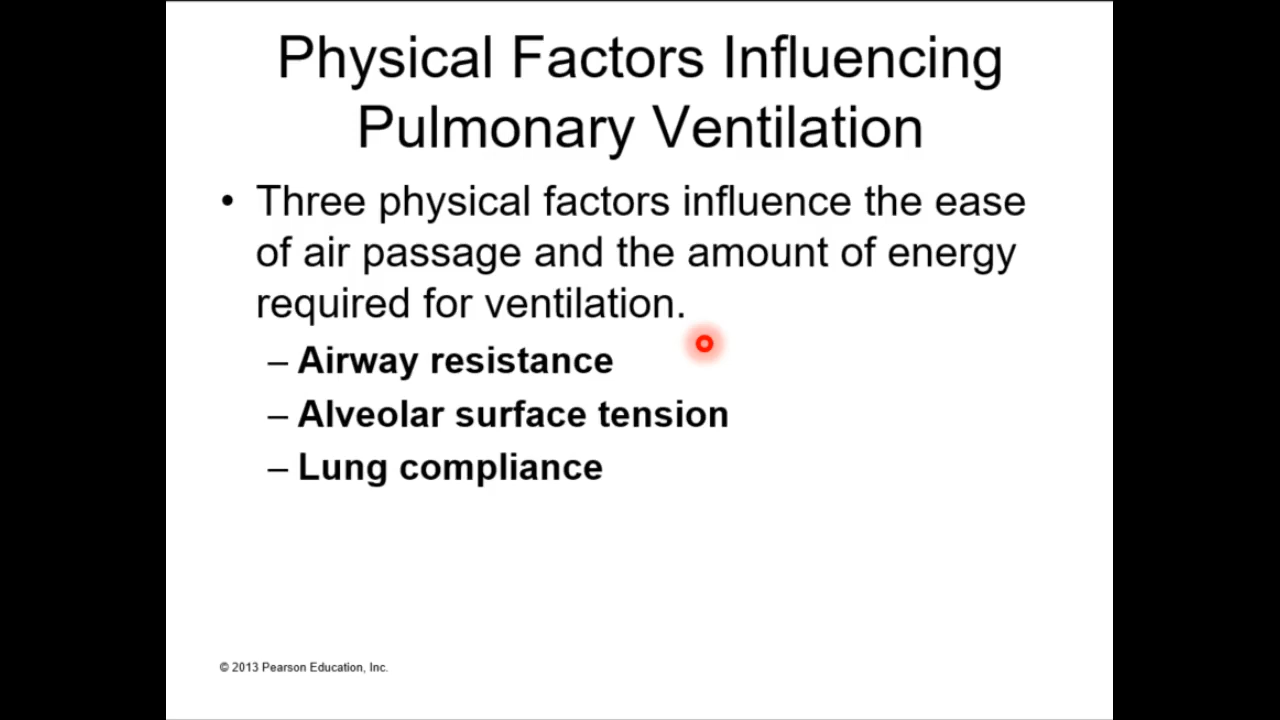 Physical Factors Influencing
Pulmonary Ventilation
• Three physical factors influence the ease
of air passage and the amount of energy
required for ventilation.
– Airway resistance
– Alveolar surface tension
– Lung compliance
© 2013 Pearson Education, Inc.